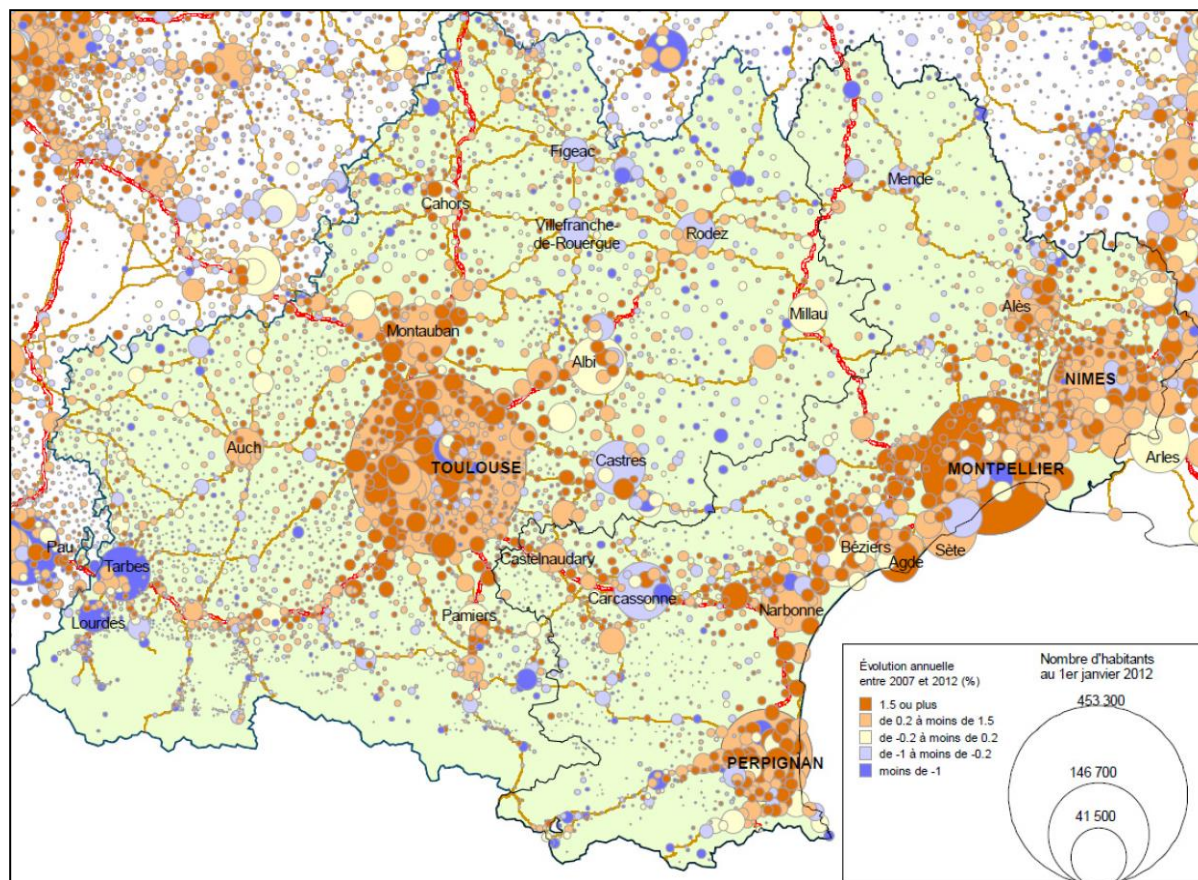 Figeac
Mende
Cahors
Villefranche-
de-Rouergue
Rodez
Alès
Millau
Montauban
Albi
NIMES
Auch
TOULOUSE
Castres
MONTPELLIER
Arles
Pau
Tarbes
Castelnaudary
Béziers
Sète
Agde
Carcassonne
Narbonne
Lourdes
Pamiers
PERPIGNAN
Évolution annuelle
entre 2007 et 2012 (%)
1.5 ou plus
de 0.2 à moins de 1.5
de -0.2 à moins de 0.2
de -1 à moins de -0.2
moins de -1
Nombre d'habitants
au 1er janvier 2012
453 300
146 700
41 500